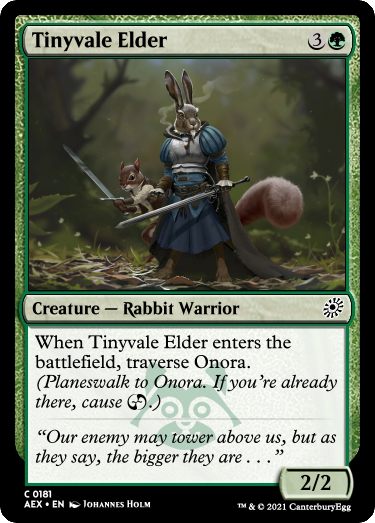 Tinyvale Elder 3
Creature — Rabbit Warrior
When Tinyvale Elder enters the
battlefield, traverse Onora.
(Planeswalk to Onora. If you’re already
there, cause .)
“Our enemy may tower above us, but as
they say, the bigger they are . . .”
2/2
C 0181
AEX • EN Johannes Holm
™ & © 2021 CanterburyEgg